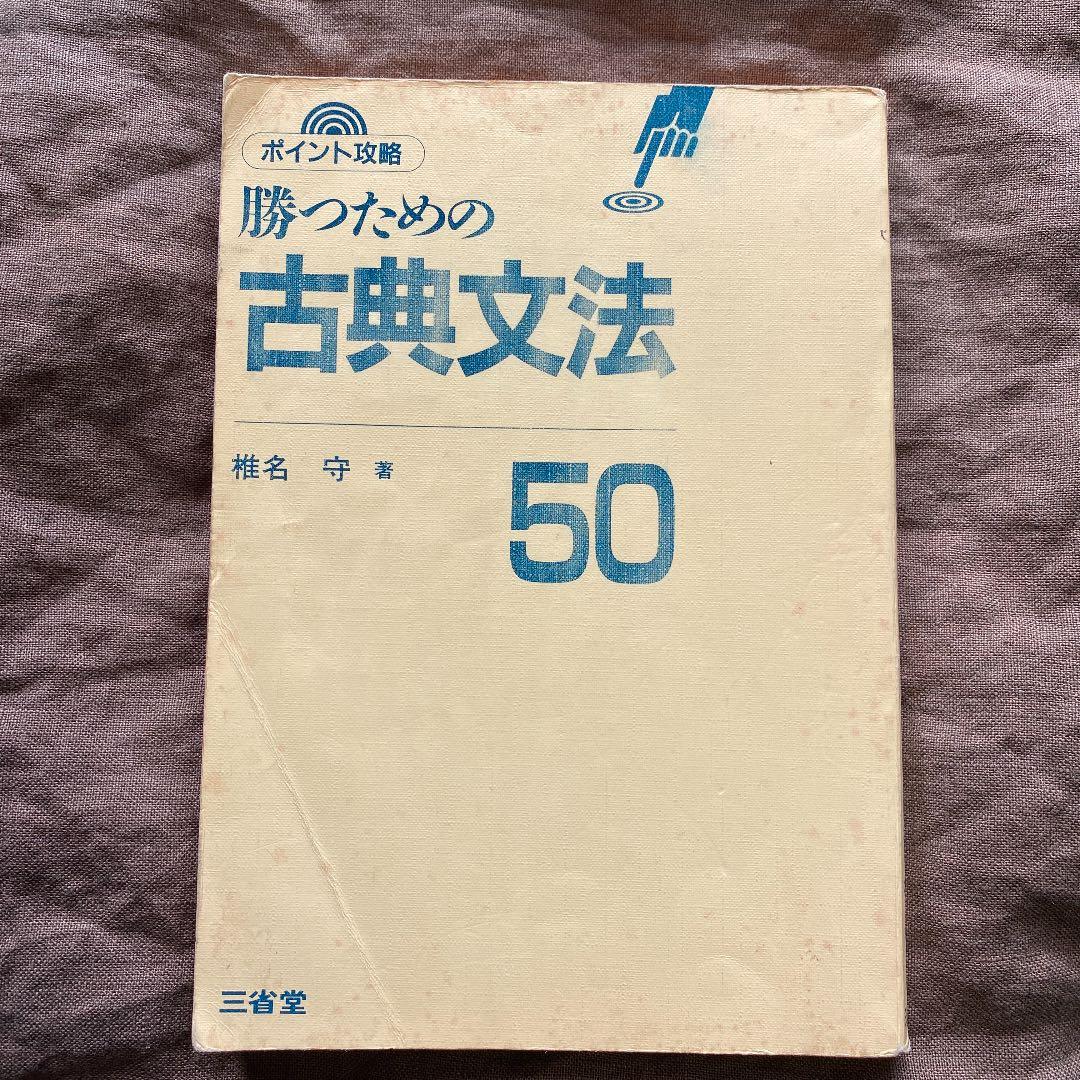 ポイント攻略
勝つための
古典文法
椎名 守 著
50
三省堂